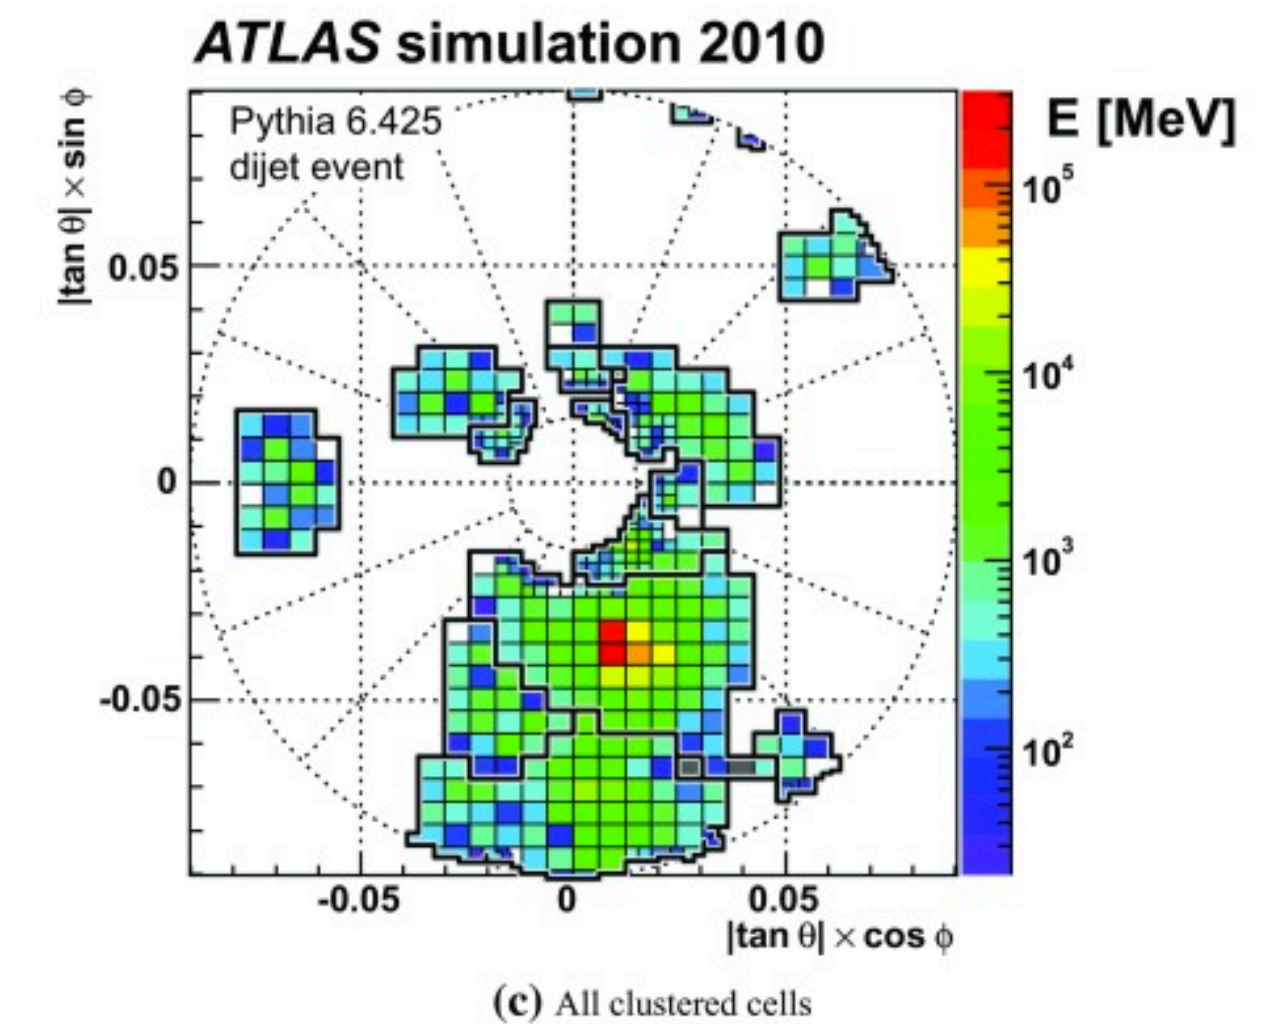 ATLAS simulation 2010
Pythia 6.425
dijet event
E [MeV]
|tan θ| × sin ϕ
0.05
0
-0.05
10⁵
10⁴
10³
10²
-0.05
0
0.05
|tan θ| × cos ϕ
(c) All clustered cells